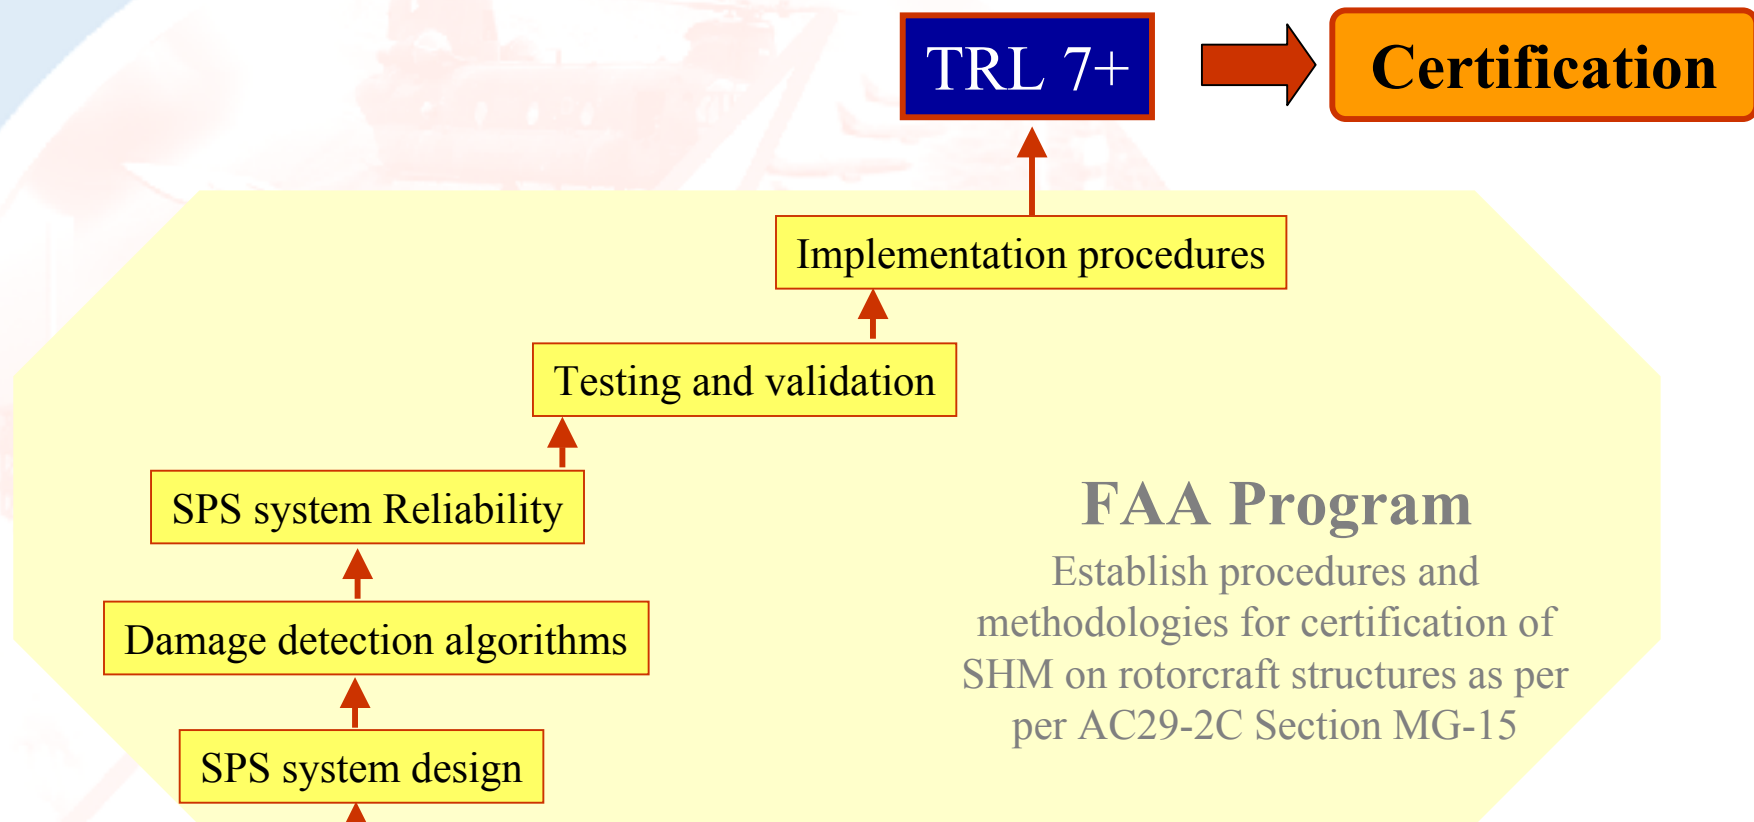 TRL 7+
Certification
Implementation procedures
Testing and validation
SPS system Reliability
FAA Program
Establish procedures and
methodologies for certification of
SHM on rotorcraft structures as per
per AC29-2C Section MG-15
Damage detection algorithms
SPS system design